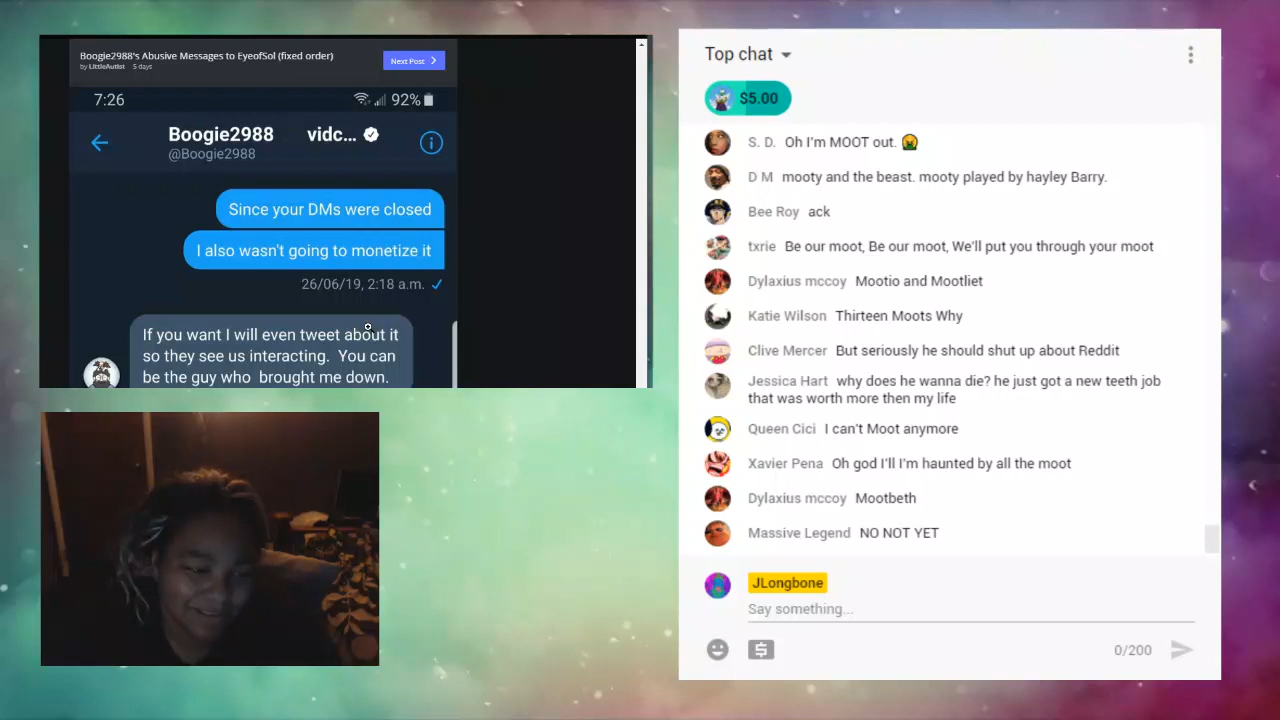 Boogie2988's Abusive Messages to EyeofSol (fixed order)
by LittleAutist 5 days
Next Post
7:26
92%
Boogie2988 vidc...
@Boogie2988
Since your DMs were closed
I also wasn't going to monetize it
26/06/19, 2:18 a.m.
If you want I will even tweet about it
so they see us interacting. You can
be the guy who brought me down.
Top chat
$5.00
S. D. Oh I'm MOOT out.
D M mooty and the beast. mooty played by hayley Barry.
Bee Roy ack
txrie Be our moot, Be our moot, We'll put you through your moot
Dylaxius mccoy Mootio and Mootliet
Katie Wilson Thirteen Moots Why
Clive Mercer But seriously he should shut up about Reddit
Jessica Hart why does he wanna die? he just got a new teeth job
that was worth more then my life
Queen Cici I can't Moot anymore
Xavier Pena Oh god I'll I'm haunted by all the moot
Dylaxius mccoy Mootbeth
Massive Legend NO NOT YET
JLongbone
Say something...
0/200